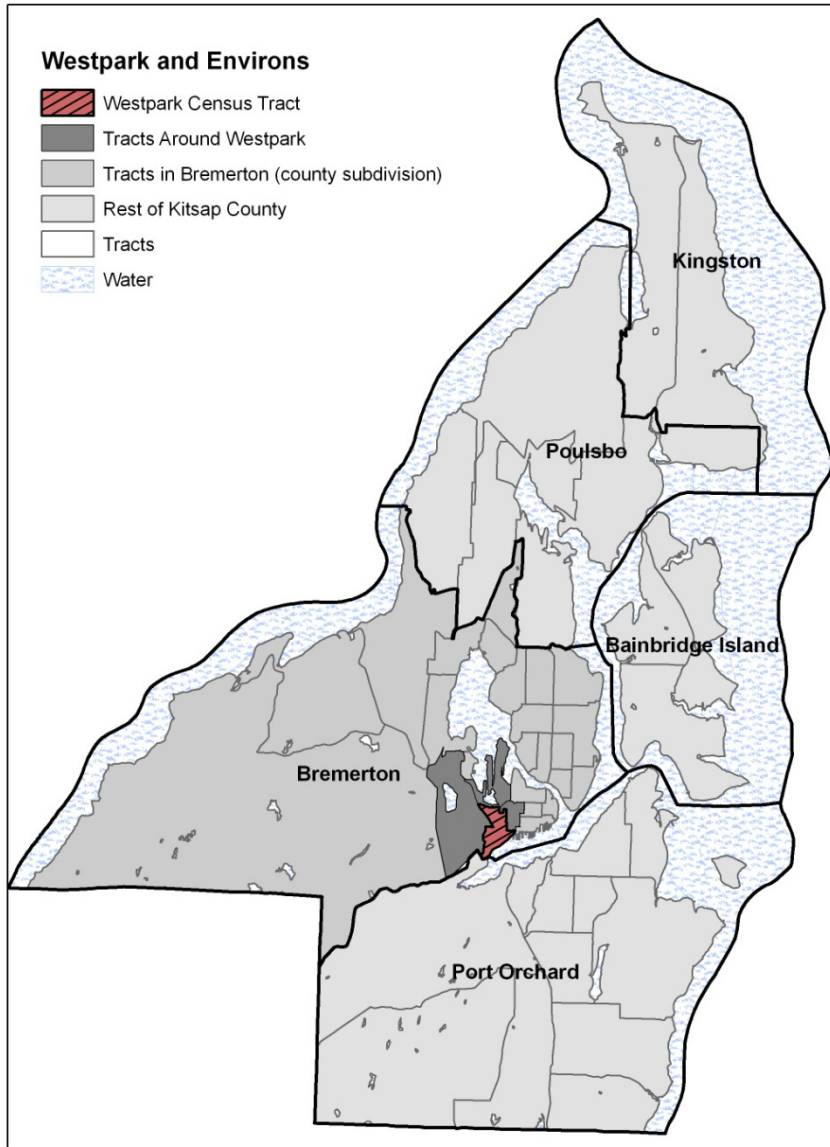 Westpark and Environs
Westpark Census Tract
Tracts Around Westpark
Tracts in Bremerton (county subdivision)
Rest of Kitsap County
Tracts
Water
Kingston
Poulsbo
Bainbridge Island
Bremerton
Port Orchard